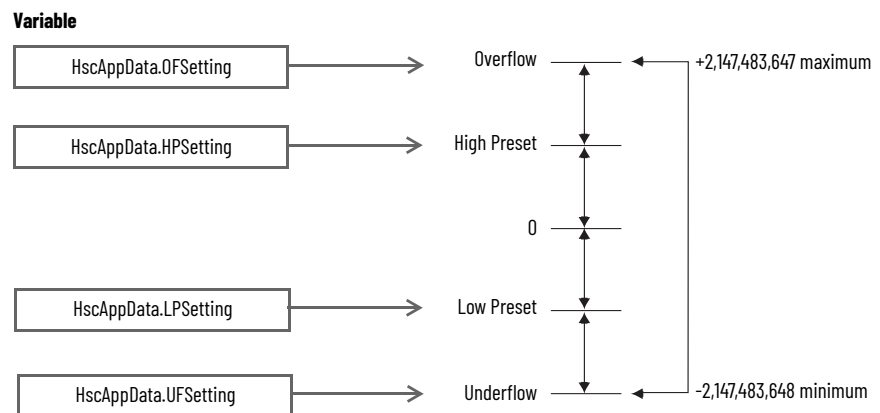 Variable
HscAppData.OFSetting
Overflow
+2,147,483,647 maximum
HscAppData.HPSetting
High Preset
0
HscAppData.LPSetting
Low Preset
HscAppData.UFSetting
Underflow
-2,147,483,648 minimum